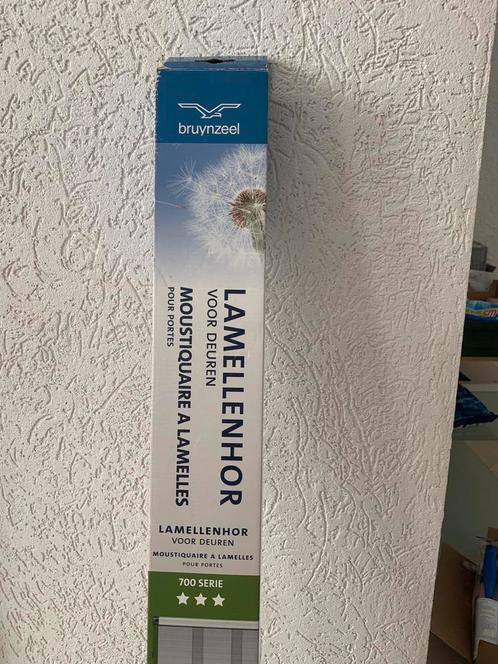 bruynzeel
LAMELLENHOR
VOOR DEUREN
MOUSTIQUAIRE A LAMELLES
POUR PORTES
LAMELLENHOR
VOOR DEUREN
MOUSTIQUAIRE A LAMELLES
POUR PORTES
700 SERIE